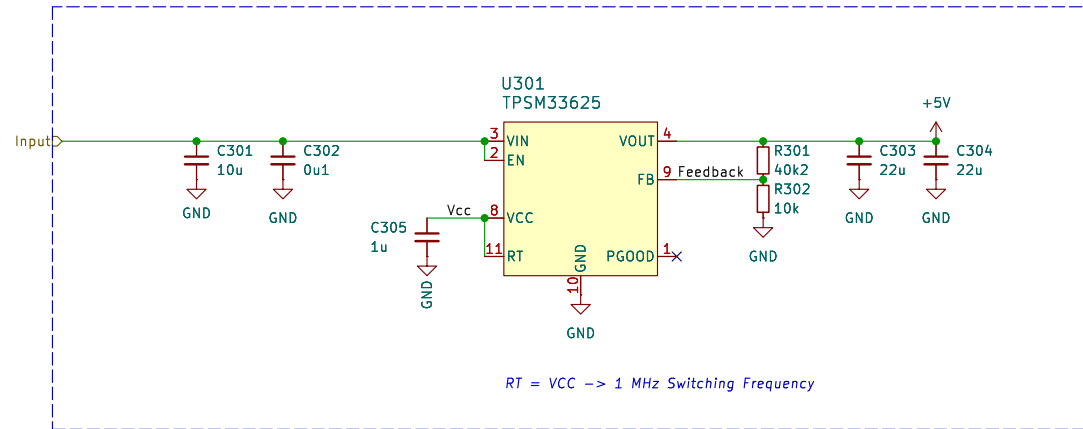 U301
TPSM33625
+5V
Input
3
VIN
VOUT
4
C301
10u
C302
0u1
2
EN
R301
40k2
C303
22u
C304
22u
FB
9
Feedback
R302
10k
GND
GND
GND
GND
Vcc
8
VCC
C305
1u
11
RT
GND
PGOOD
1
GND
GND
10
GND
RT = VCC -> 1 MHz Switching Frequency